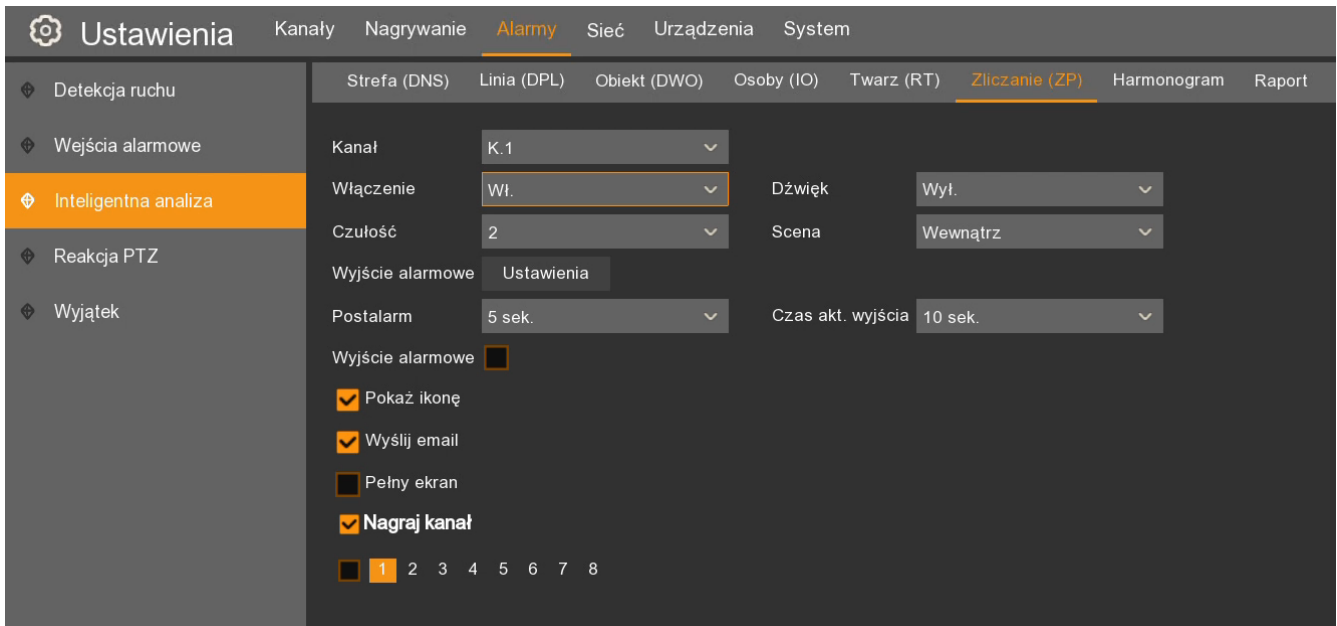 Ustawienia Kanały Nagrywanie Alarmy Sieć Urządzenia System
Detekcja ruchu
Wejścia alarmowe
Inteligentna analiza
Reakcja PTZ
Wyjątek
Strefa (DNS) Linia (DPL) Obiekt (DWO) Osoby (IO) Twarz (RT) Zliczanie (ZP) Harmonogram Raport
Kanał K.1
Włączenie Wł. Dźwięk Wył.
Czułość 2 Scena Wewnątrz
Wyjście alarmowe Ustawienia
Postalarm 5 sek. Czas akt. wyjścia 10 sek.
Wyjście alarmowe
Pokaż ikonę
Wyślij email
Pełny ekran
Nagraj kanał
1 2 3 4 5 6 7 8